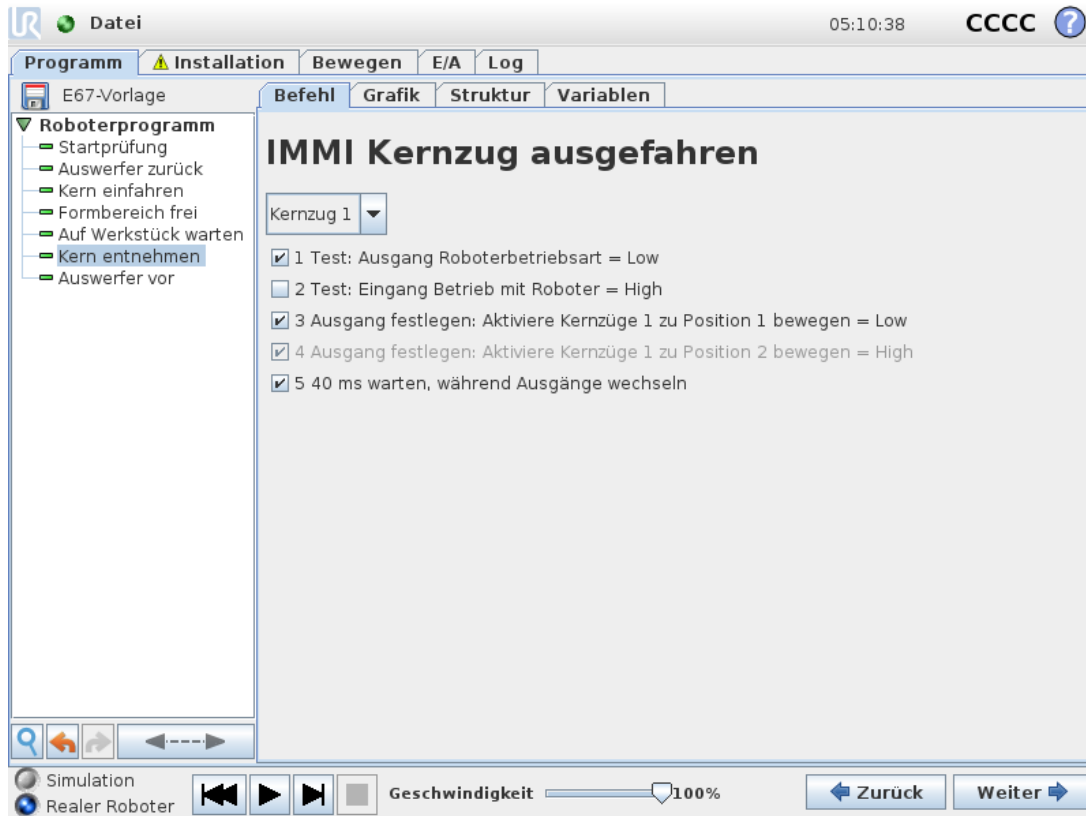 UR Datei 05:10:38 CCCC ?
Programm Installation Bewegen E/A Log
E67-Vorlage
Befehl Grafik Struktur Variablen
Roboterprogramm
Startprüfung
Auswerfer zurück
Kern einfahren
Formbereich frei
Auf Werkstück warten
Kern entnehmen
Auswerfer vor
IMMI Kernzug ausgefahren
Kernzug 1
1 Test: Ausgang Roboterbetriebsart = Low
2 Test: Eingang Betrieb mit Roboter = High
3 Ausgang festlegen: Aktiviere Kernzüge 1 zu Position 1 bewegen = Low
4 Ausgang festlegen: Aktiviere Kernzüge 1 zu Position 2 bewegen = High
5 40 ms warten, während Ausgänge wechseln
Simulation
Realer Roboter
Geschwindigkeit 100%
Zurück Weiter